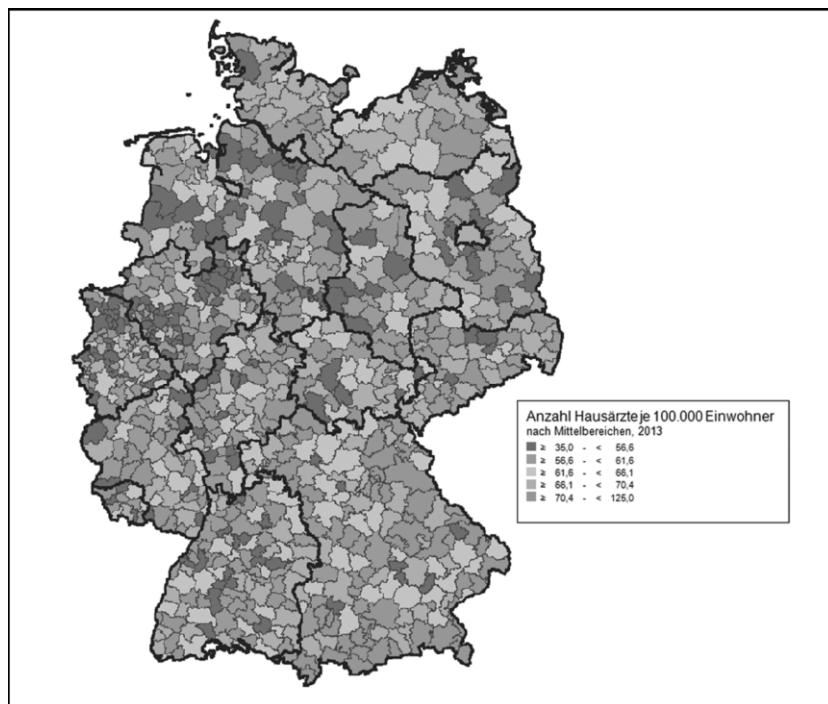 Anzahl Hausärzte je 100.000 Einwohner
nach Mittelbereichen, 2013
≥ 35,0 - < 56,6
≥ 56,6 - < 61,6
≥ 61,6 - < 66,1
≥ 66,1 - < 70,4
≥ 70,4 - < 125,0